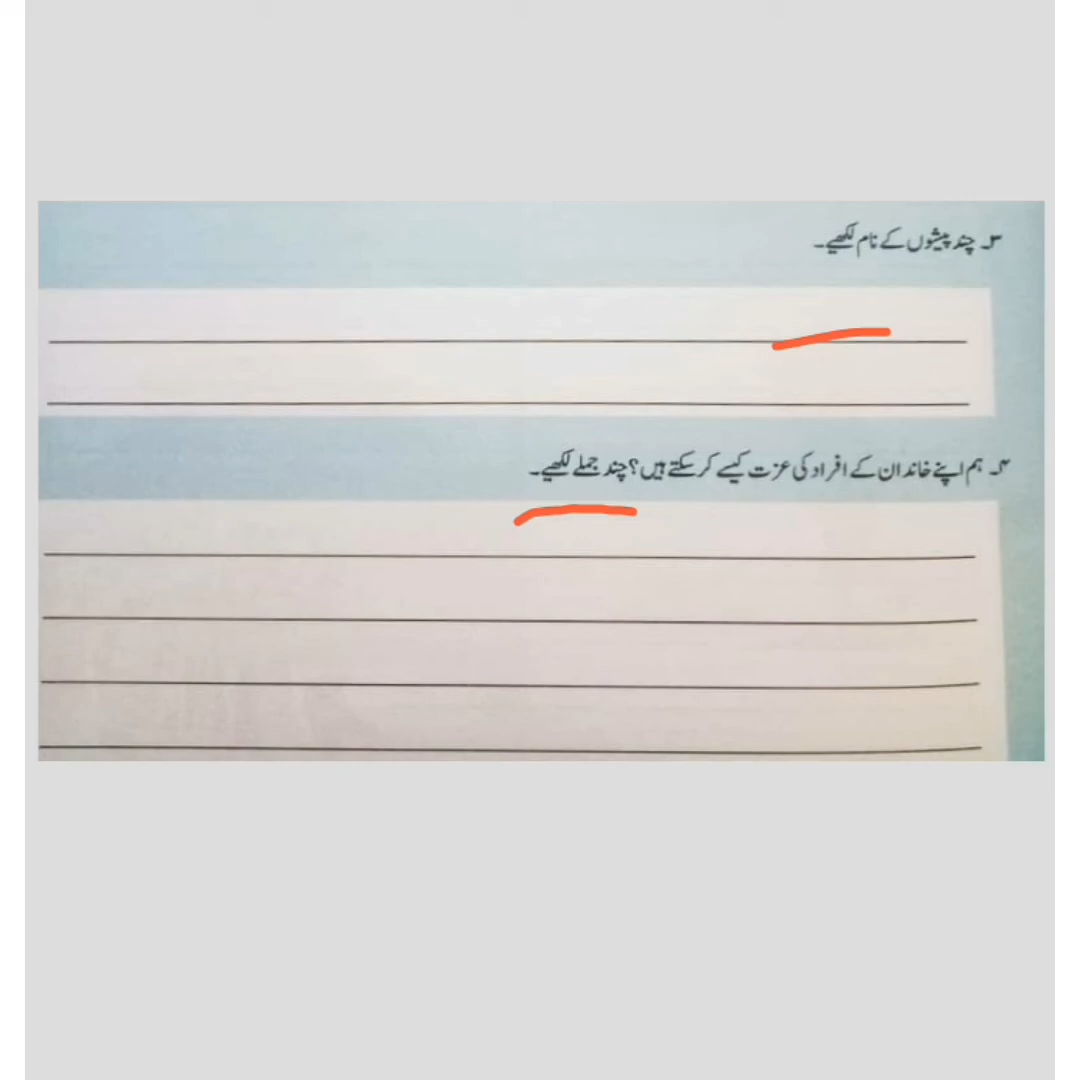 ۳۔ چند پیشوں کے نام لکھیے۔
۴۔ ہم اپنے خاندان کے افراد کی عزت کیسے کر سکتے ہیں؟ چند جملے لکھیے۔